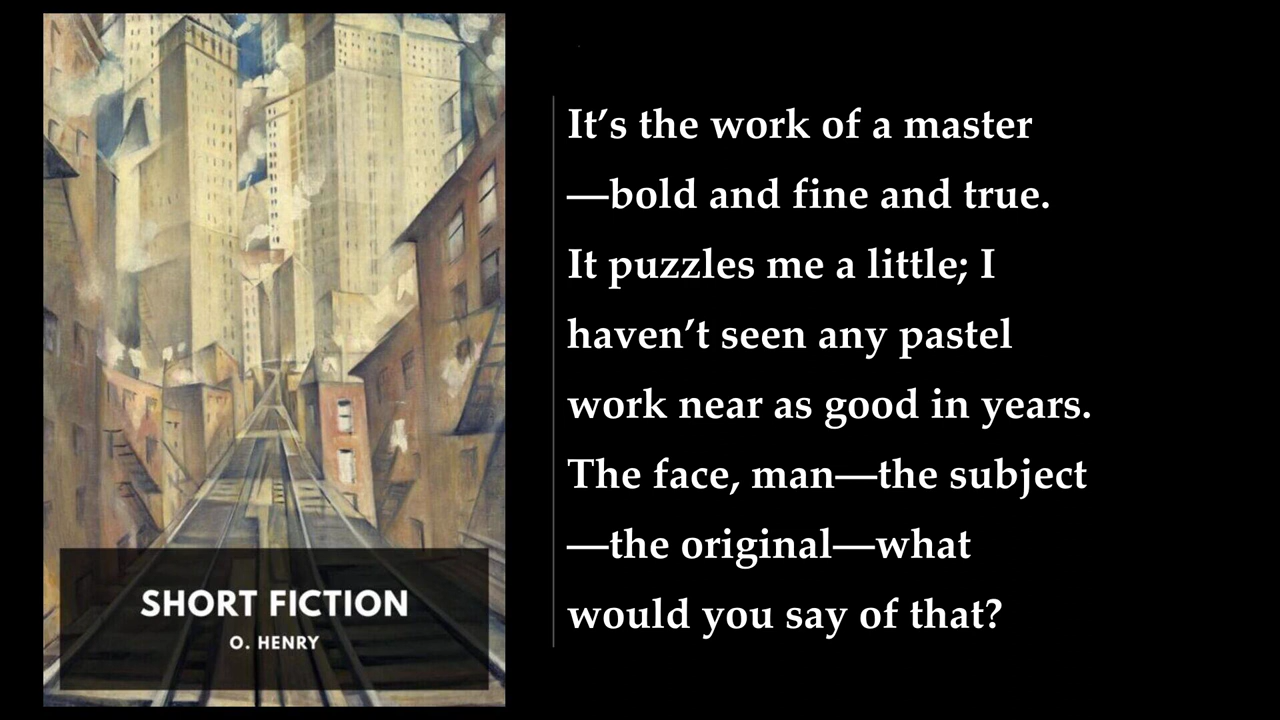 SHORT FICTION
O. HENRY
It’s the work of a master
—bold and fine and true.
It puzzles me a little; I
haven’t seen any pastel
work near as good in years.
The face, man—the subject
—the original—what
would you say of that?